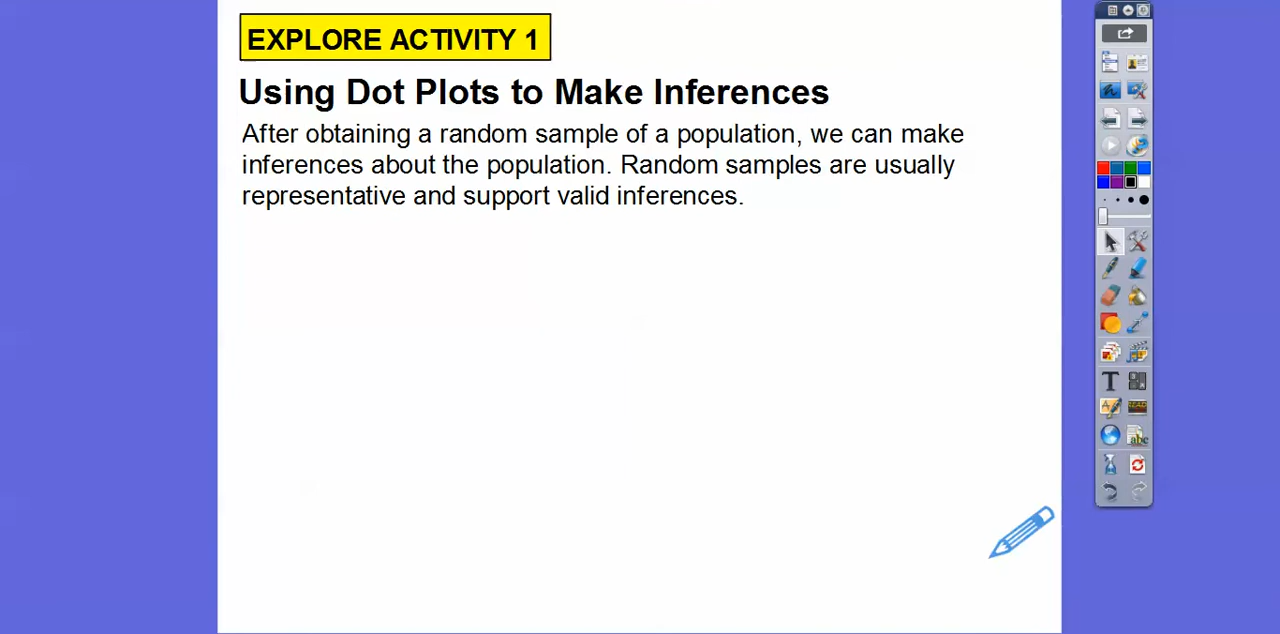 EXPLORE ACTIVITY 1
Using Dot Plots to Make Inferences
After obtaining a random sample of a population, we can make
inferences about the population. Random samples are usually
representative and support valid inferences.